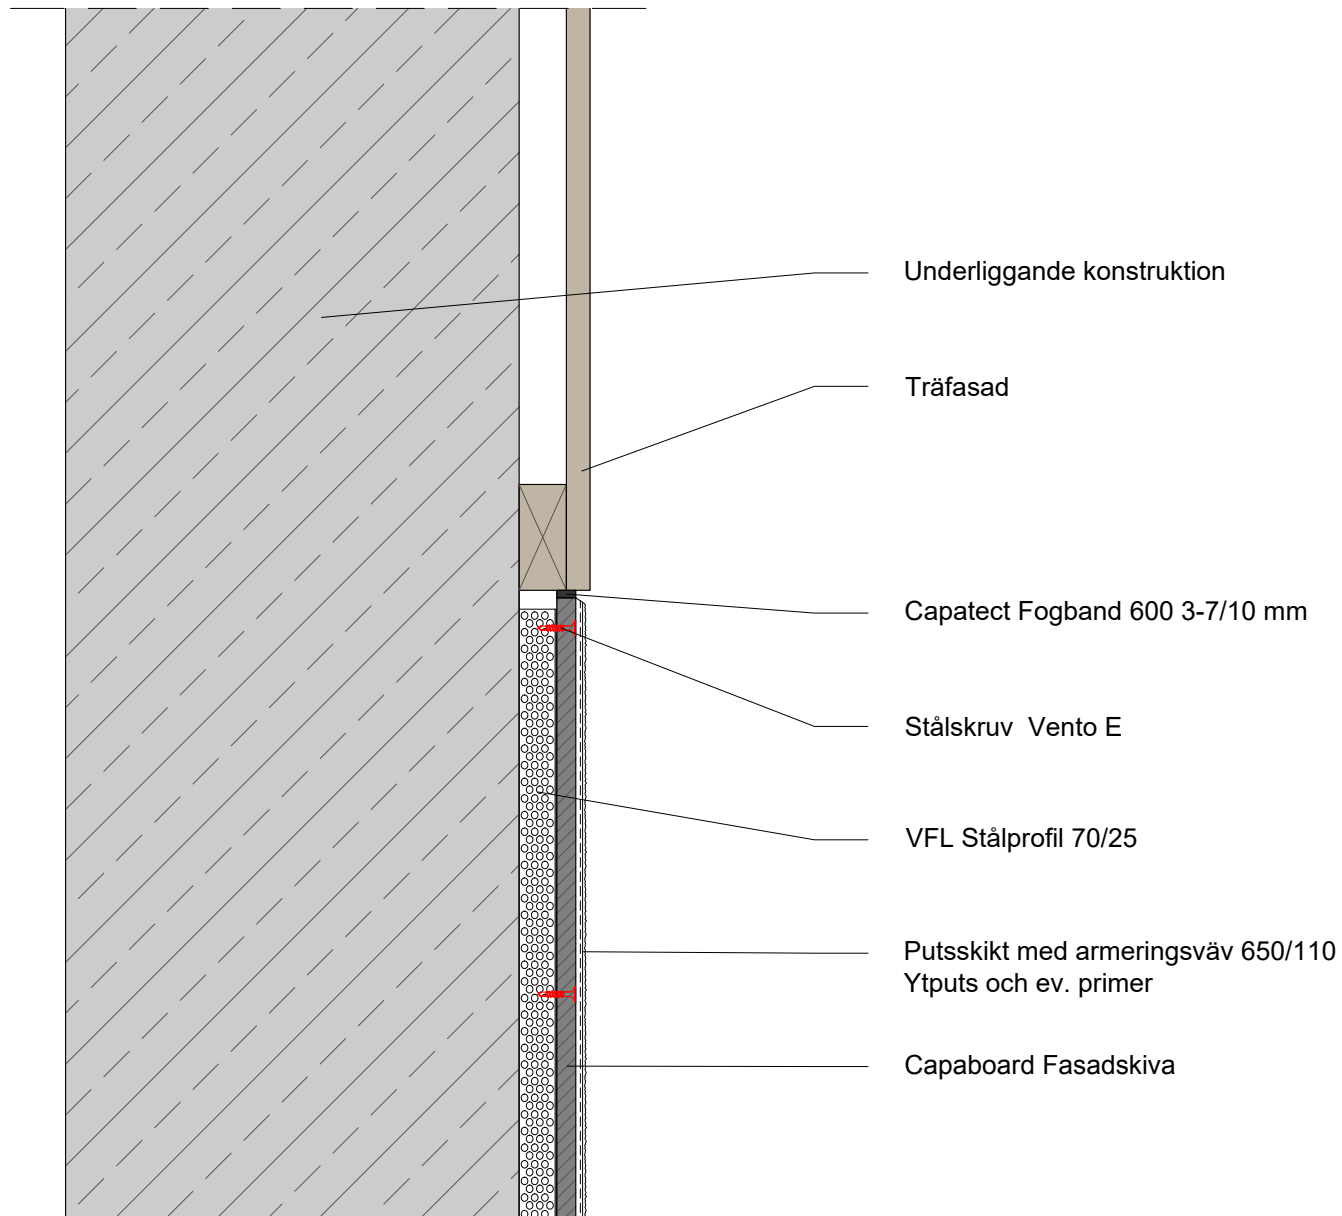 Underliggande konstruktion
Träfasad
Capatect Fogband 600 3-7/10 mm
Stålskruv  Vento E
VFL Stålprofil 70/25
Putsskikt med armeringsväv 650/110
Ytputs och ev. primer
Capaboard Fasadskiva